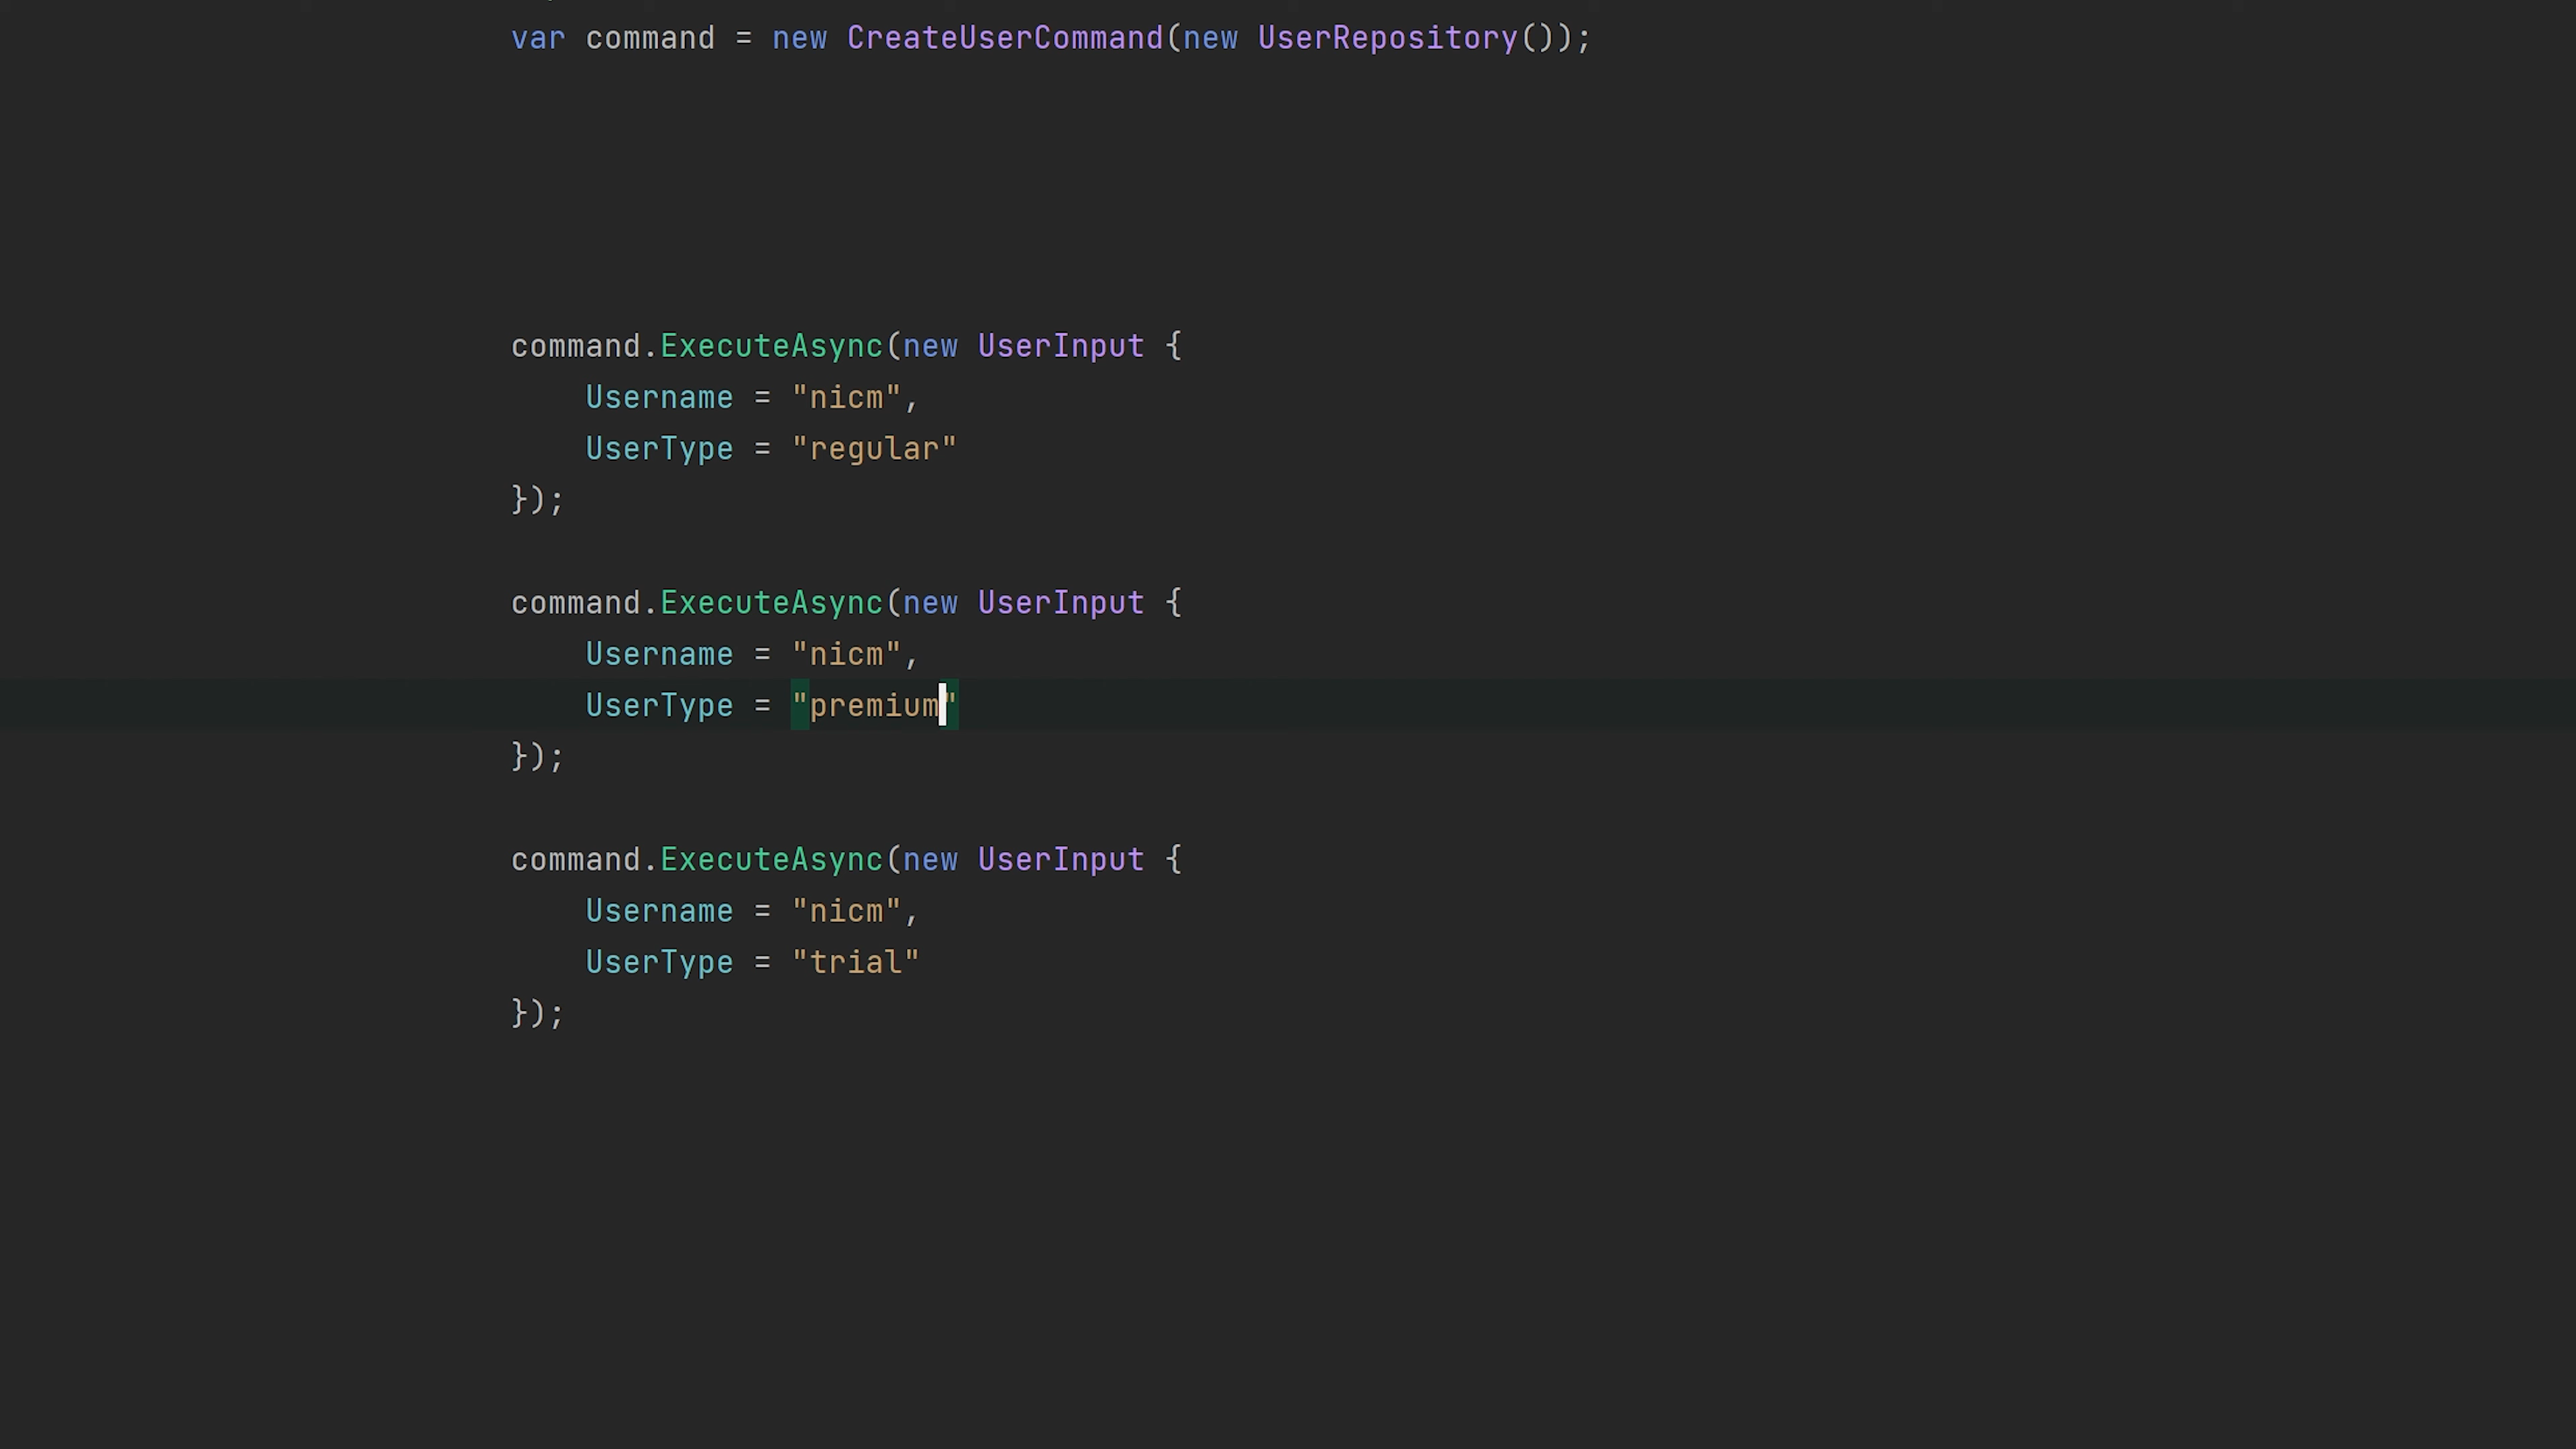 var command = new CreateUserCommand(new UserRepository());
command.ExecuteAsync(new UserInput {
    Username = "nicm",
    UserType = "regular"
});
command.ExecuteAsync(new UserInput {
    Username = "nicm",
    UserType = "premium"
});
command.ExecuteAsync(new UserInput {
    Username = "nicm",
    UserType = "trial"
});